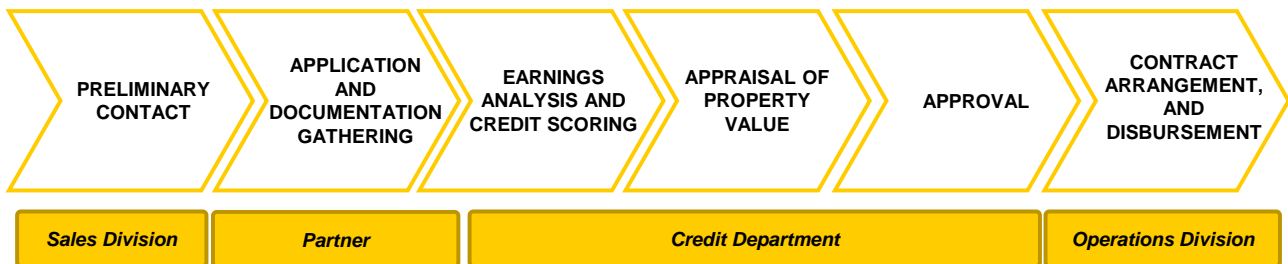 PRELIMINARY
CONTACT
APPLICATION
AND
DOCUMENTATION
GATHERING
EARNINGS
ANALYSIS AND
CREDIT SCORING
APPRAISAL OF
PROPERTY
VALUE
APPROVAL
CONTRACT
ARRANGEMENT,
AND
DISBURSEMENT
Sales Division
Partner
Credit Department
Operations Division